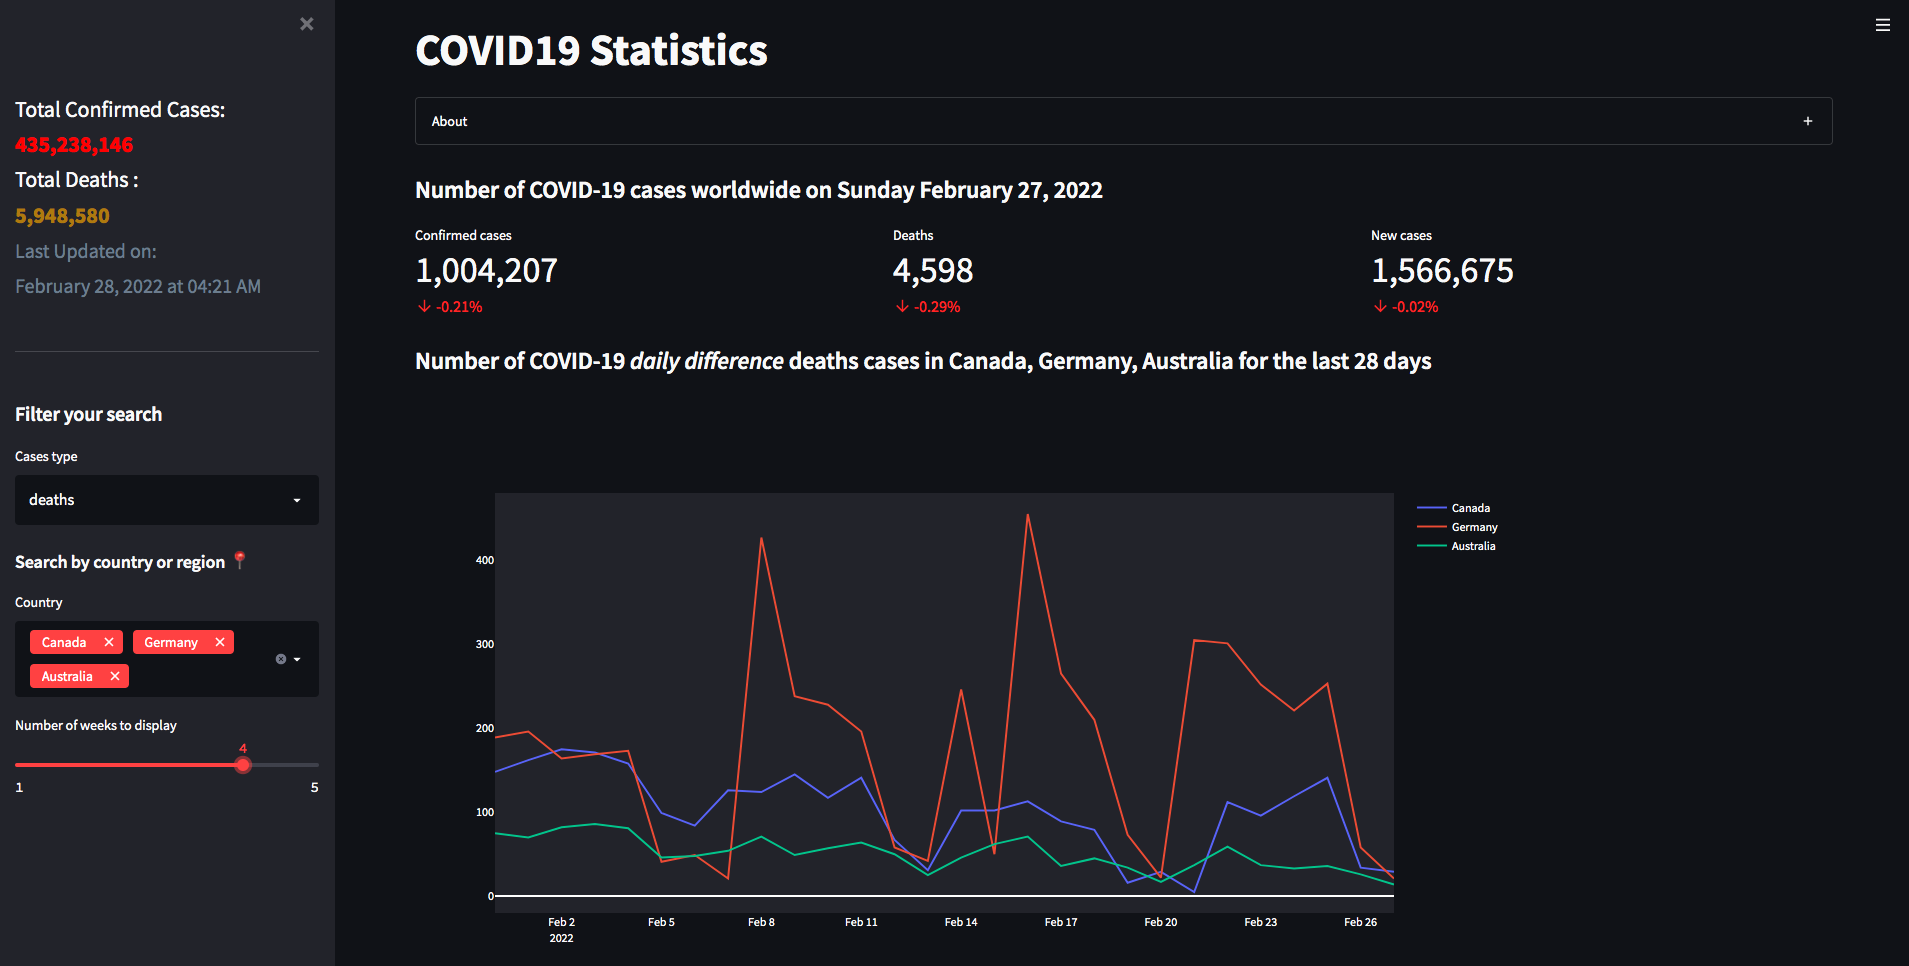 Total Confirmed Cases:
435,238,146
Total Deaths :
5,948,580
Last Updated on:
February 28, 2022 at 04:21 AM
Filter your search
Cases type
deaths
Search by country or region
Country
Canada
Germany
Australia
Number of weeks to display
4
1 5
COVID19 Statistics
About +
Number of COVID-19 cases worldwide on Sunday February 27, 2022
Confirmed cases
1,004,207
-0.21%
Deaths
4,598
-0.29%
New cases
1,566,675
-0.02%
Number of COVID-19 daily difference deaths cases in Canada, Germany, Australia for the last 28 days
400
300
200
100
0
Feb 2 Feb 5 Feb 8 Feb 11 Feb 14 Feb 17 Feb 20 Feb 23 Feb 26
2022
Canada
Germany
Australia